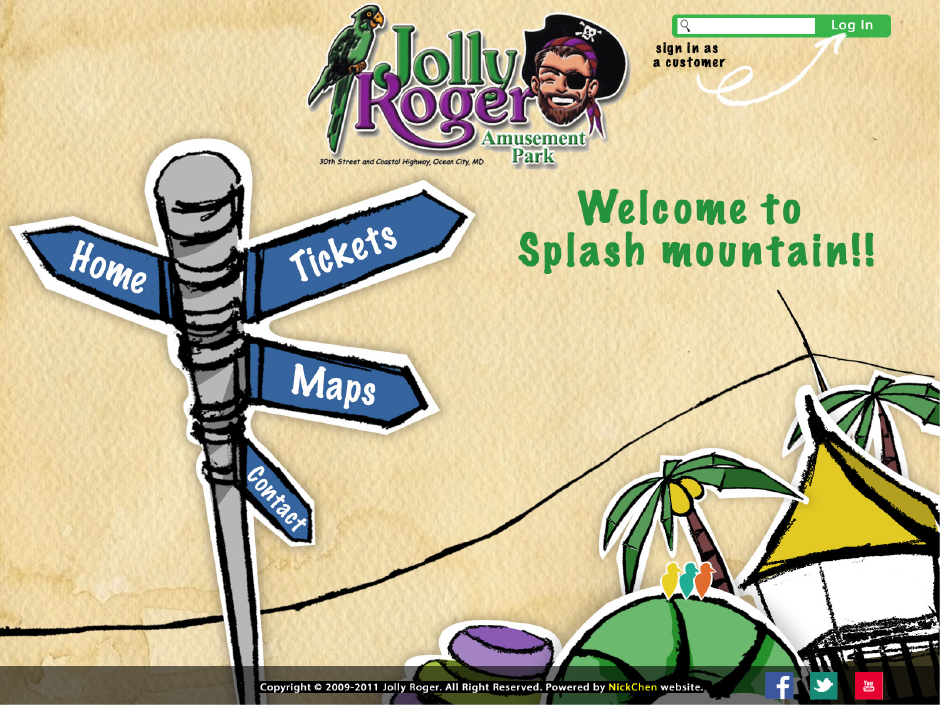 Log In
sign in as
a customer
Jolly
Roger
Amusement
Park
30th Street and Coastal Highway, Ocean City, MD
Welcome to
Splash mountain!!
Home
Tickets
Maps
Contact
Copyright © 2009-2011 Jolly Roger. All Right Reserved. Powered by NickChen website.
f
You
Tube